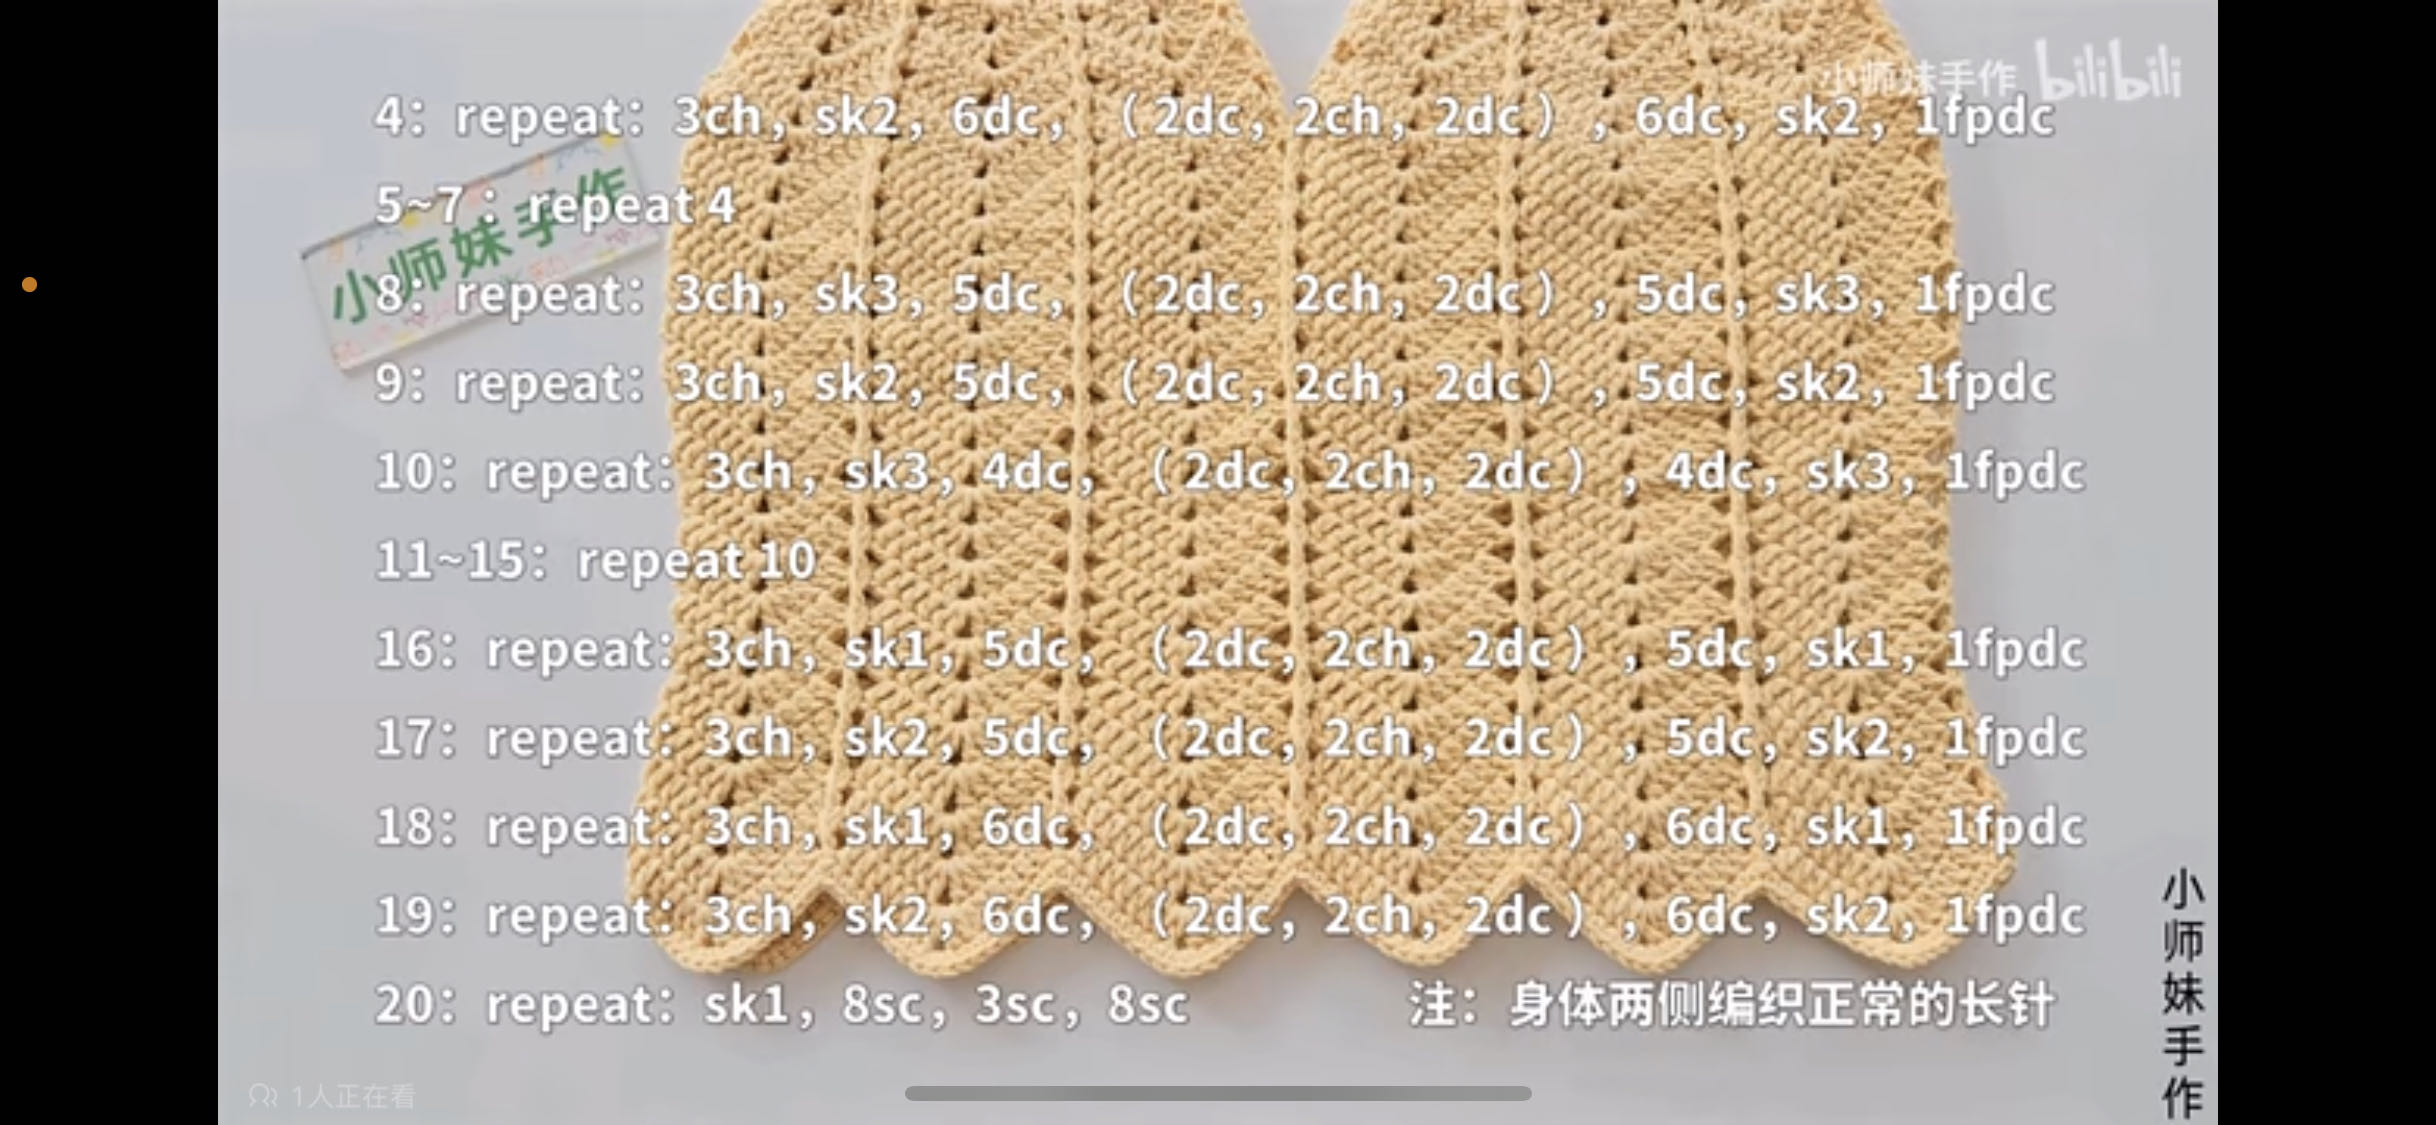 小师妹手作 bilibili
4：repeat：3ch，sk2，6dc，（2dc，2ch，2dc），6dc，sk2，1fpdc
5~7：repeat 4
小师妹手作
8：repeat：3ch，sk3，5dc，（2dc，2ch，2dc），5dc，sk3，1fpdc
9：repeat：3ch，sk2，5dc，（2dc，2ch，2dc），5dc，sk2，1fpdc
10：repeat：3ch，sk3，4dc，（2dc，2ch，2dc），4dc，sk3，1fpdc
11~15：repeat 10
16：repeat：3ch，sk1，5dc，（2dc，2ch，2dc），5dc，sk1，1fpdc
17：repeat：3ch，sk2，5dc，（2dc，2ch，2dc），5dc，sk2，1fpdc
18：repeat：3ch，sk1，6dc，（2dc，2ch，2dc），6dc，sk1，1fpdc
19：repeat：3ch，sk2，6dc，（2dc，2ch，2dc），6dc，sk2，1fpdc
20：repeat：sk1，8sc，3sc，8sc 注：身体两侧编织正常的长针
小师妹手作
1人正在看